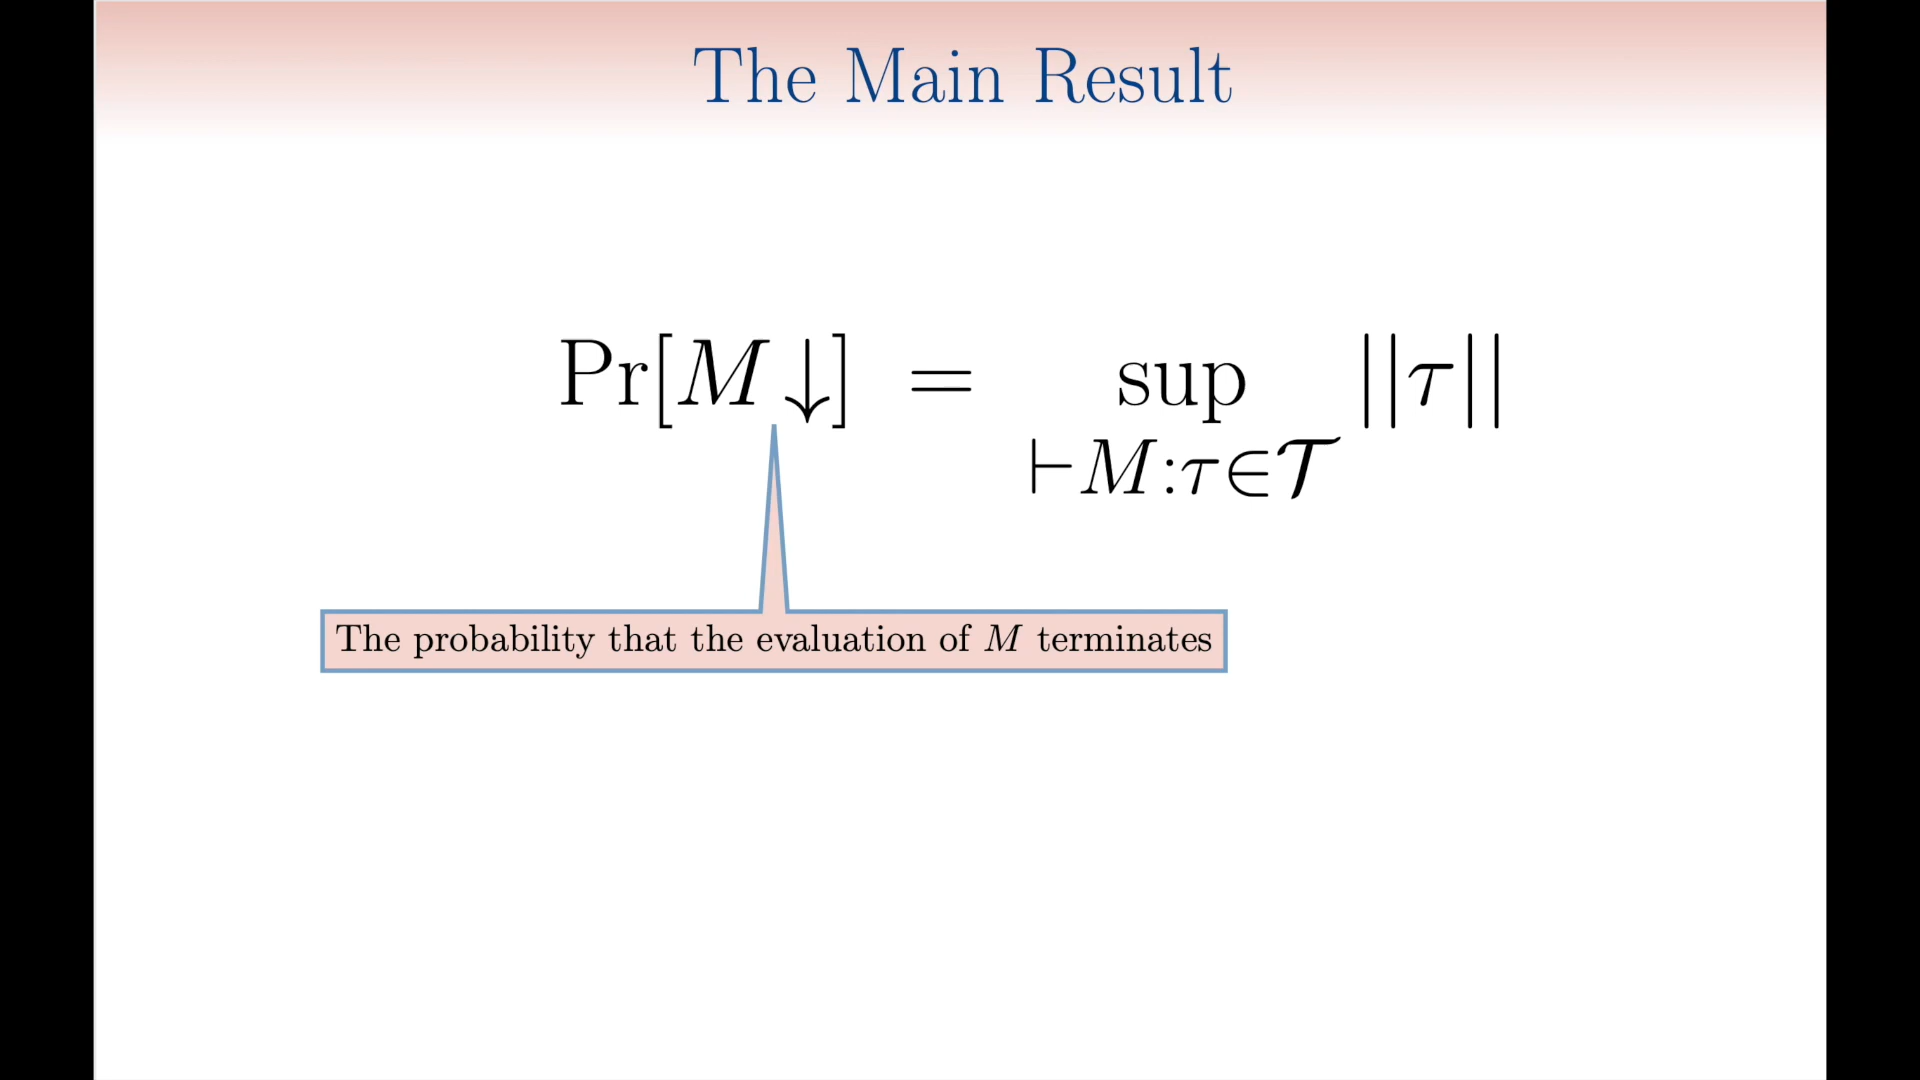 The Main Result
Pr[M ↓] = sup ||τ||
⊢M:τ∈𝒯
The probability that the evaluation of M terminates